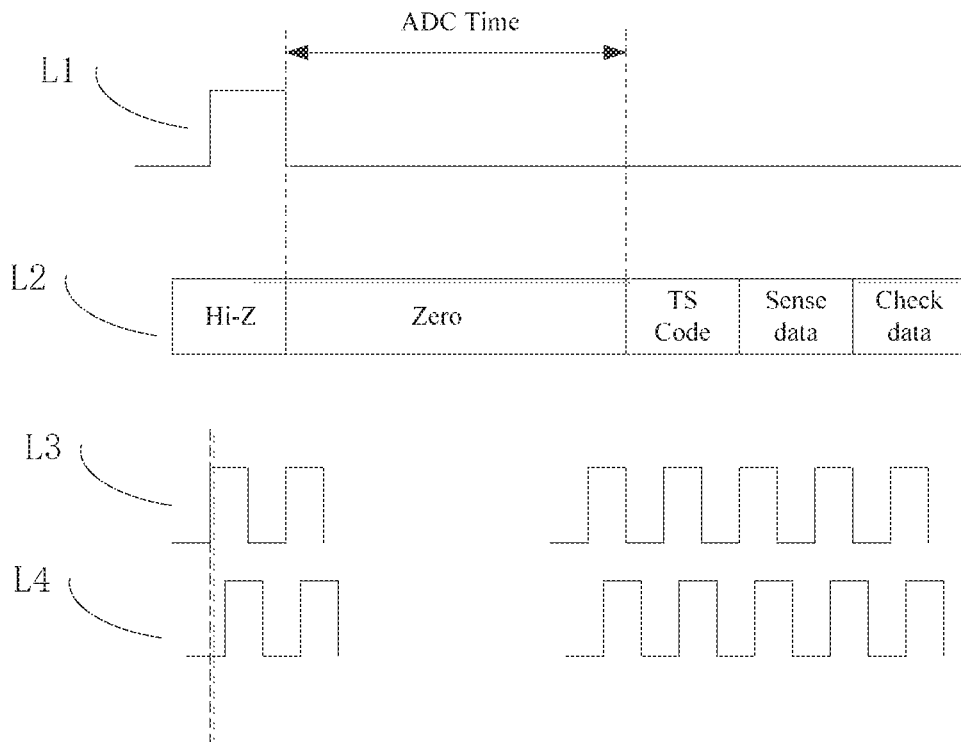 ADC Time
L1
L2
Hi-Z
Zero
TS
Code
Sense
data
Check
data
L3
L4